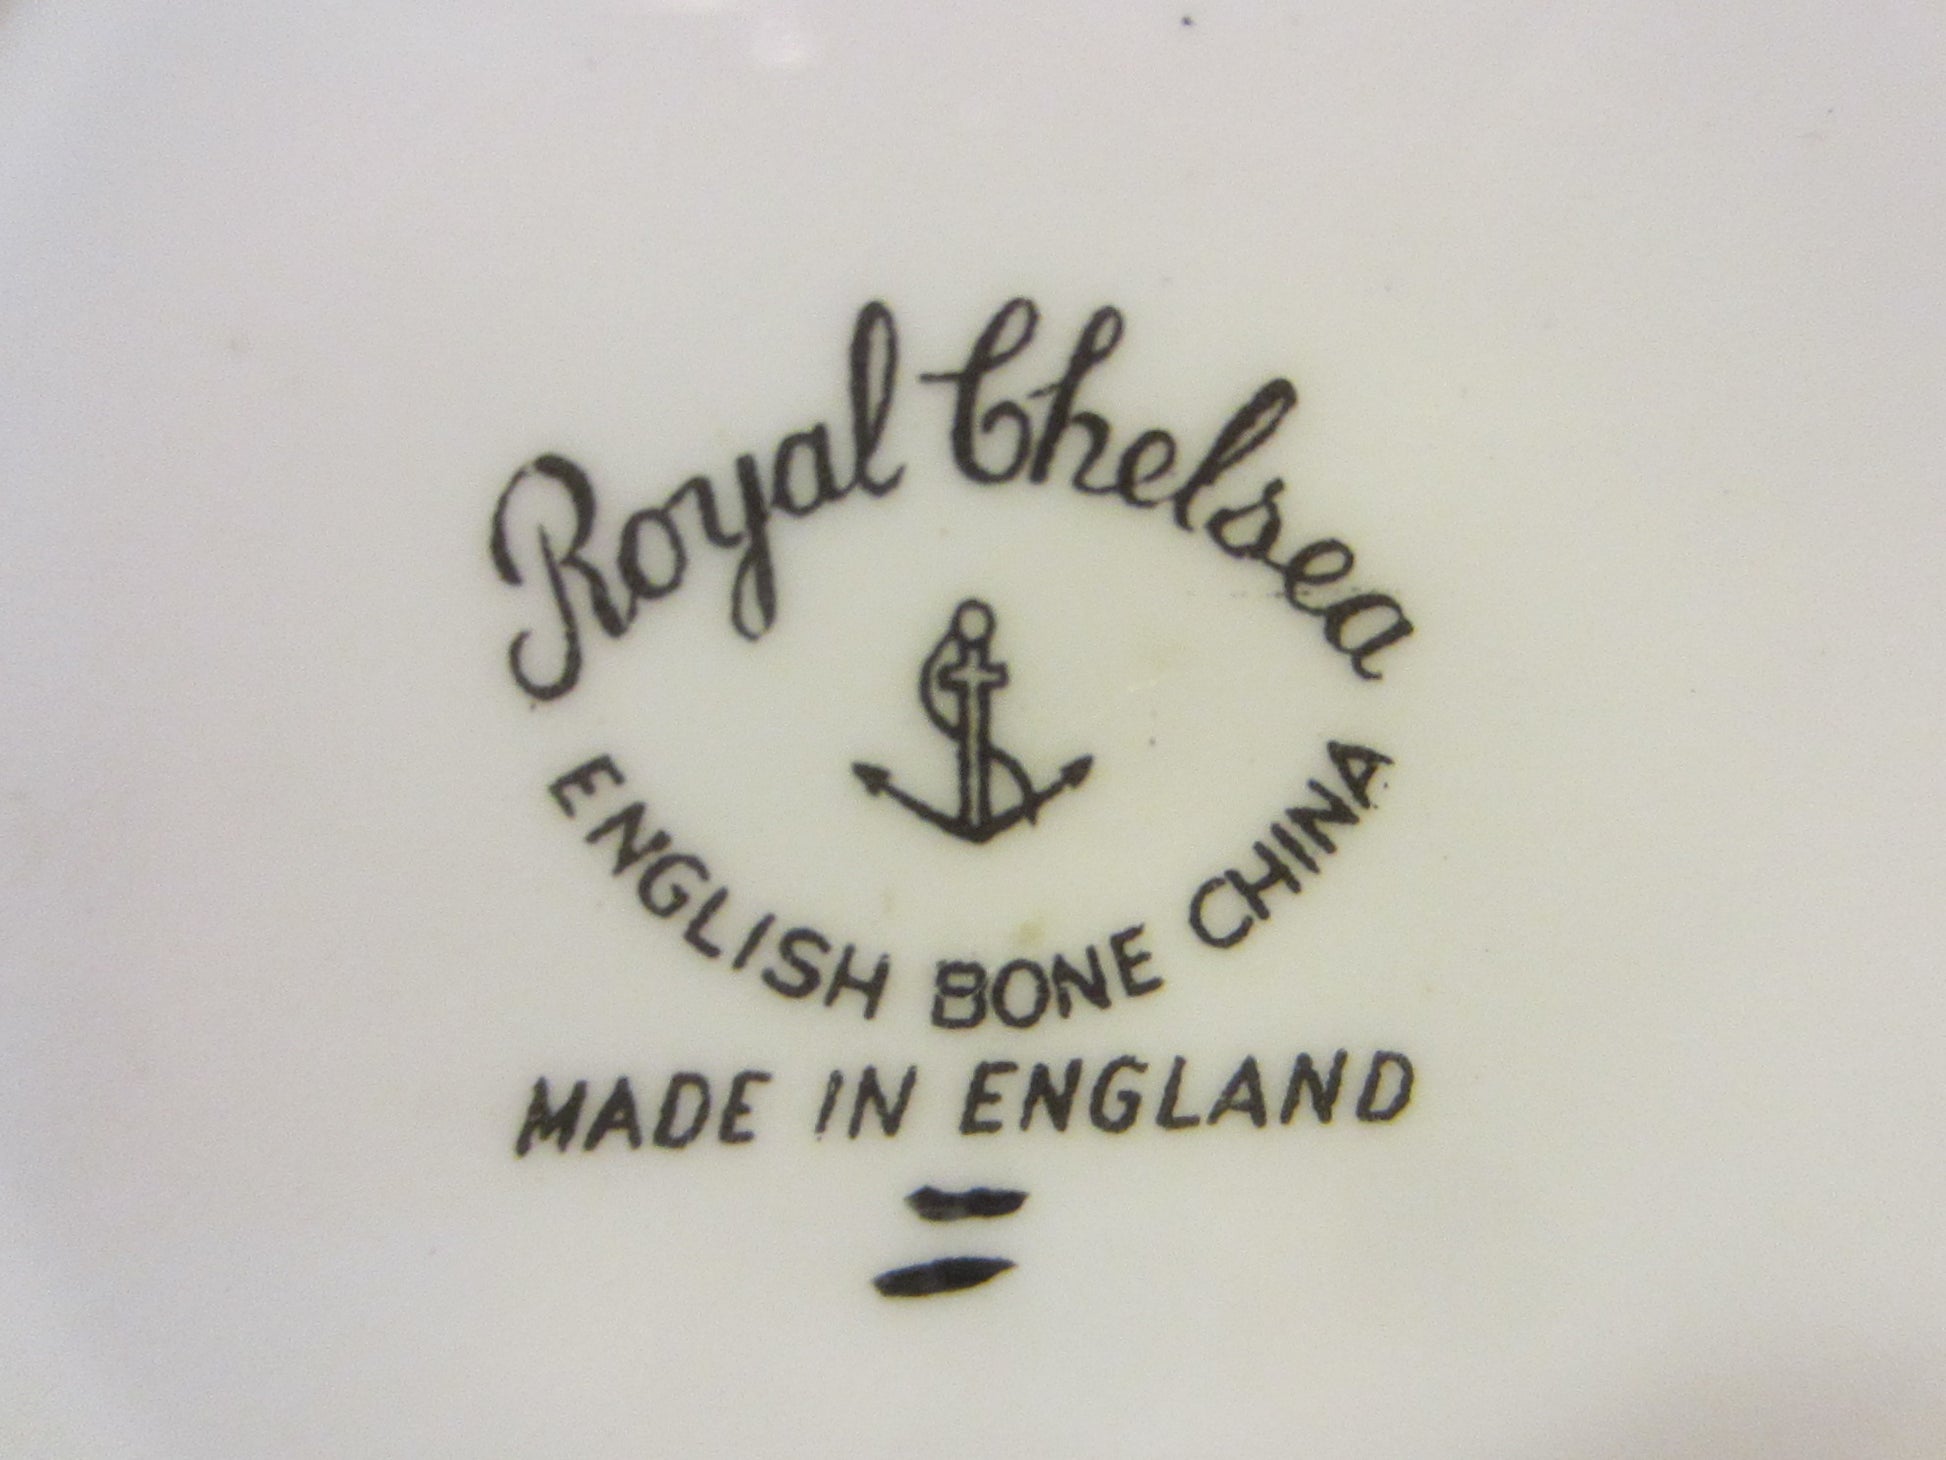 Royal Chelsea
ENGLISH BONE CHINA
MADE IN ENGLAND